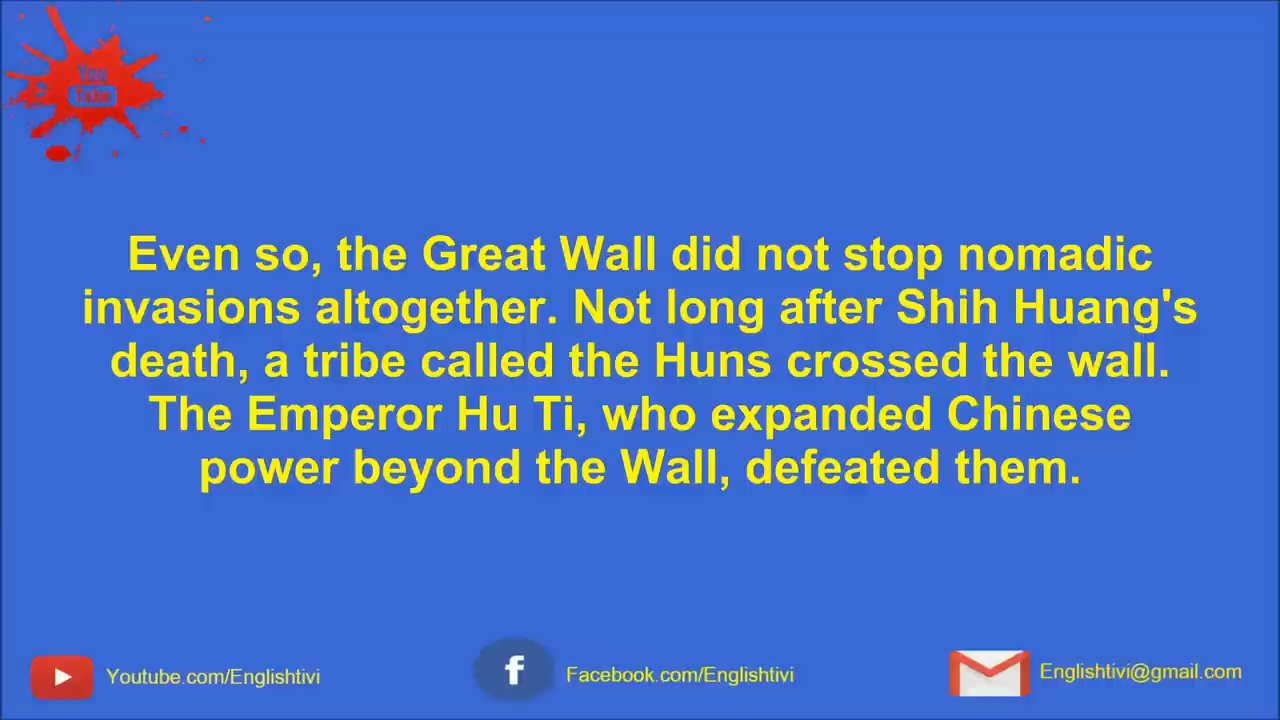 You
Tube
Even so, the Great Wall did not stop nomadic
invasions altogether. Not long after Shih Huang's
death, a tribe called the Huns crossed the wall.
The Emperor Hu Ti, who expanded Chinese
power beyond the Wall, defeated them.
Youtube.com/Englishtivi
f
Facebook.com/Englishtivi
Englishtivi@gmail.com